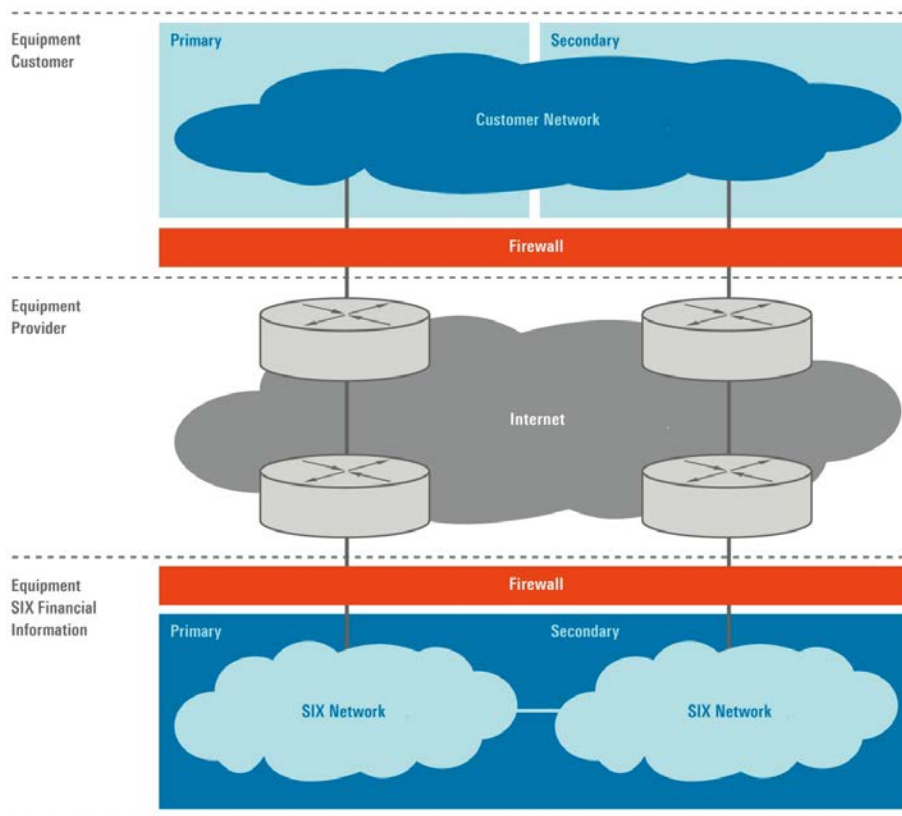 Equipment
Customer
Primary
Secondary
Customer Network
Firewall
Equipment
Provider
Internet
Equipment
SIX Financial
Information
Firewall
Primary
Secondary
SIX Network
SIX Network